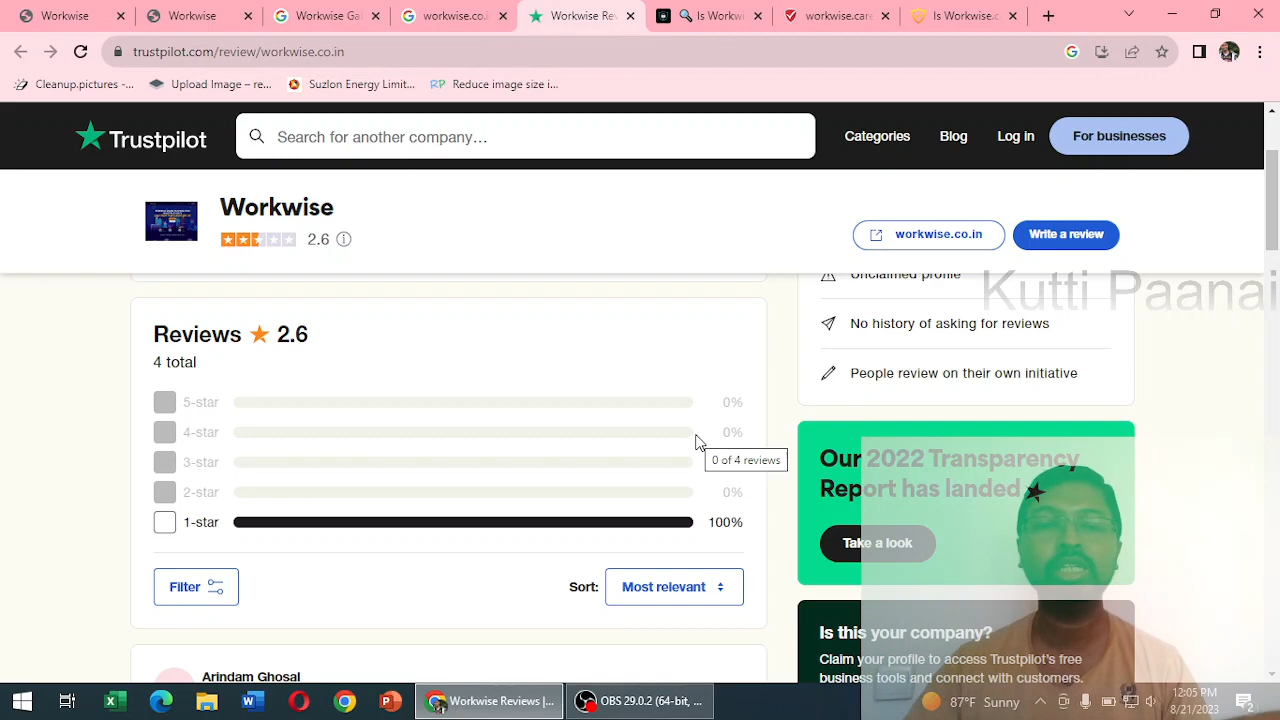 Workwise
Workwise
Workwise Gal
workwise.co
Workwise Rev
Is Workwi
workwise.care
Is Workwise.c
trustpilot.com/review/workwise.co.in
Cleanup.pictures -...
Upload Image – re...
Suzlon Energy Limit...
RP Reduce image size i...
Trustpilot
Search for another company…
Categories
Blog
Log in
For businesses
Workwise
2.6
workwise.co.in
Write a review
Unclaimed profile
Kutti Paanai
Reviews ★ 2.6
4 total
No history of asking for reviews
People review on their own initiative
5-star 0%
4-star 0%
0 of 4 reviews
3-star
2-star 0%
1-star 100%
Our 2022 Transparency
Report has landed
Take a look
Filter
Sort: Most relevant
Is this your company?
Claim your profile to access Trustpilot's free
business tools and connect with customers.
Arindam Ghosal
Workwise Reviews |...
OBS 29.0.2 (64-bit, ...
87°F Sunny
12:05 PM
8/21/2023
2